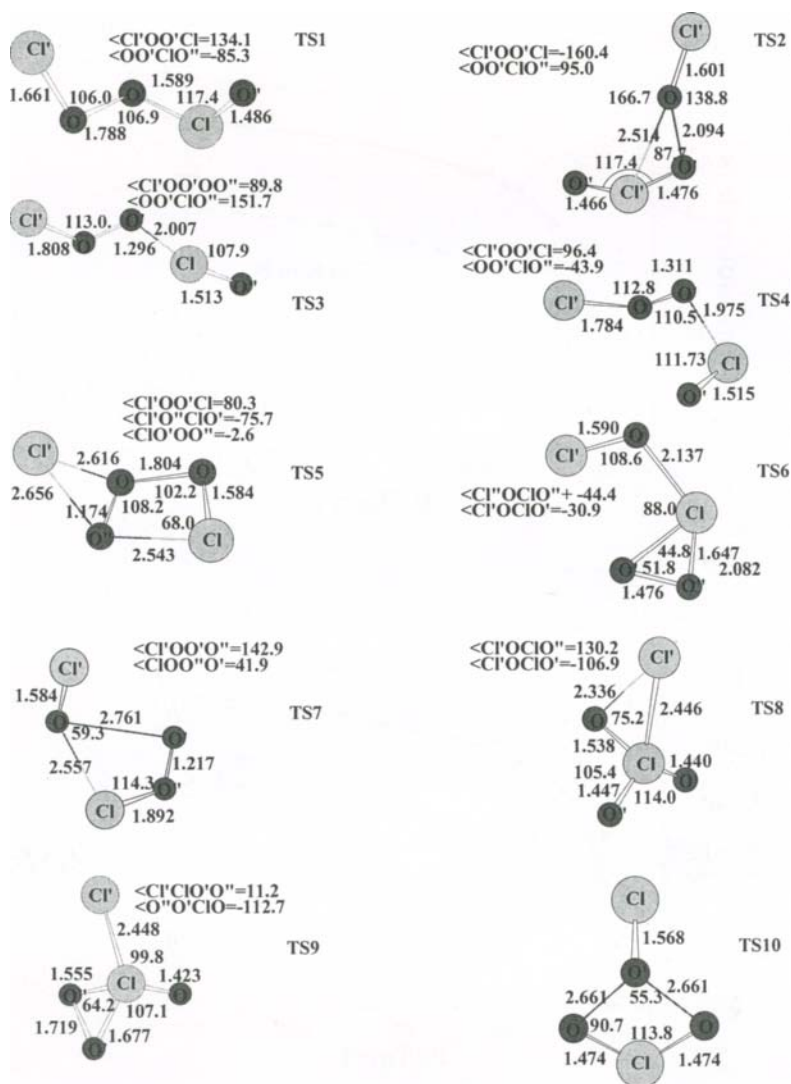 Cl'
<Cl'OO'Cl=134.1
<OO'ClO"=-85.3
TS1
1.589
1.661
106.0
O'
117.4
O"
O
106.9
Cl
1.486
1.788
Cl'
<Cl'OO'Cl=-160.4
<OO'ClO"=95.0
TS2
1.601
166.7
O
138.8
2.514
2.094
117.4
87.7
O'
O"
Cl'
1.466
1.476
<Cl'OO'OO"=89.8
<OO'ClO"=151.7
Cl'
113.0.
O'
2.007
1.808
O
1.296
Cl
107.9
1.513
O"
TS3
<Cl'OO'Cl=96.4
<OO'ClO"=-43.9
1.311
TS4
Cl'
112.8
O'
1.784
O
110.5
1.975
111.73
Cl
O"
1.515
<Cl'OO'Cl=80.3
<Cl'O"ClO'=-75.7
<ClO'OO"=-2.6
Cl'
2.616
1.804
O'
TS5
2.656
O
102.2
1.584
1.174
108.2
68.0
O"
2.543
Cl
1.590
O
Cl'
108.6
2.137
TS6
<Cl"OClO"+ -44.4
<Cl'OClO'=-30.9
88.0
Cl
44.8
1.647
O'
51.8
2.082
1.476
O"
<Cl'OO'O"=142.9
<ClOO"O'=41.9
Cl'
TS7
1.584
O
59.3
2.761
O'
2.557
1.217
114.3
O"
Cl
1.892
<Cl'OClO"=130.2
<Cl'OClO'=-106.9
Cl'
TS8
2.336
O
75.2
2.446
1.538
Cl
1.440
105.4
O'
1.447
114.0
O"
Cl'
<Cl'ClO'O"=11.2
<O"O'ClO=-112.7
2.448
TS9
99.8
1.555
Cl
1.423
O"
64.2
O
107.1
1.719
1.677
O'
Cl
1.568
TS10
O
2.661
55.3
2.661
O
90.7
113.8
O
1.474
Cl
1.474